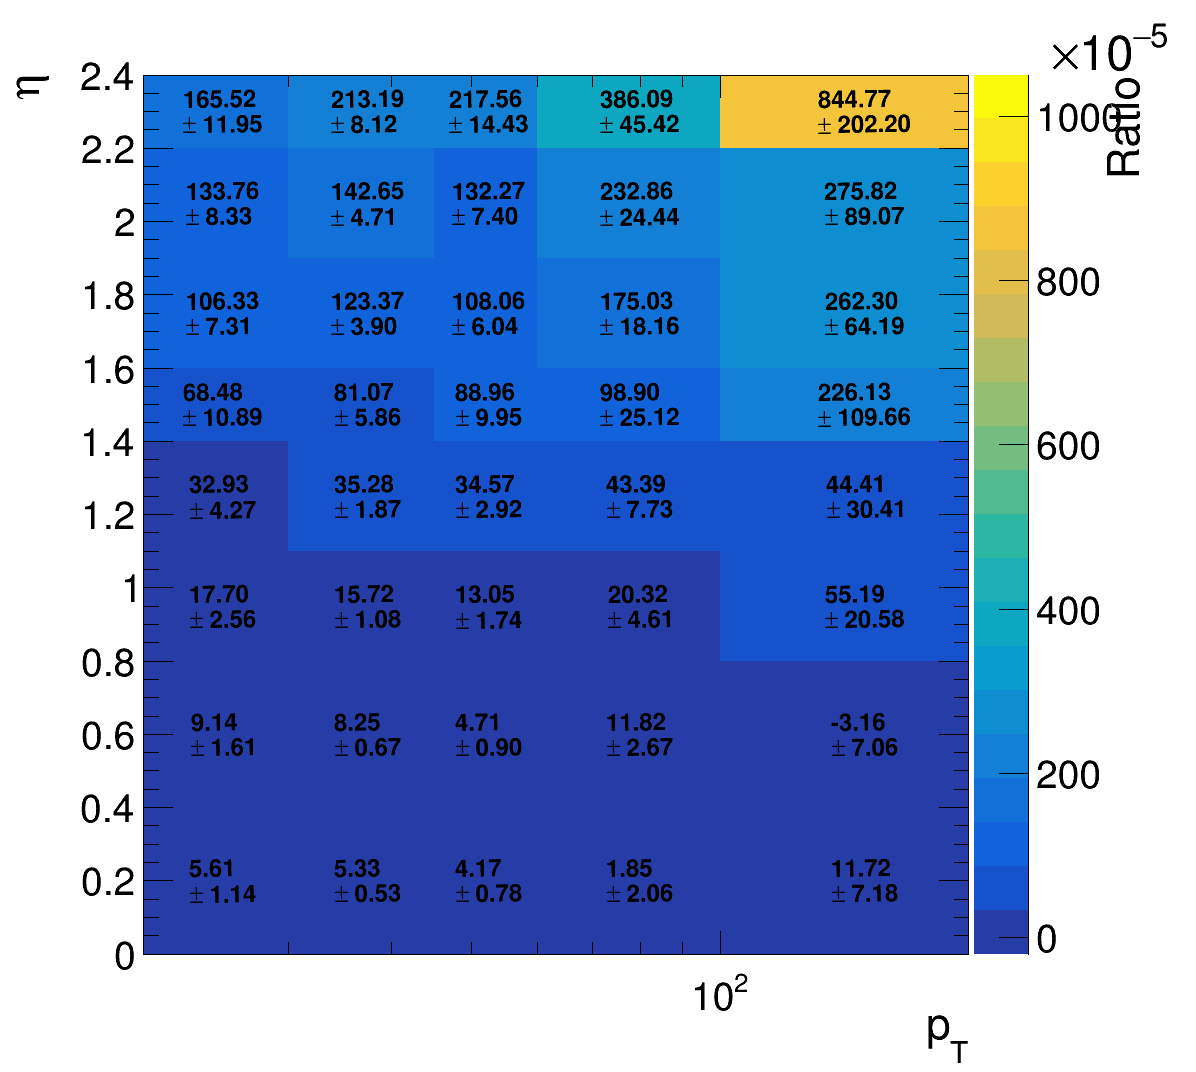 ×10⁻⁵
η
Ratio
2.4
2.2
2
1.8
1.6
1.4
1.2
1
0.8
0.6
0.4
0.2
0
165.52 213.19 217.56 386.09 844.77
± 11.95 ± 8.12 ± 14.43 ± 45.42 ± 202.20
133.76 142.65 132.27 232.86 275.82
± 8.33 ± 4.71 ± 7.40 ± 24.44 ± 89.07
106.33 123.37 108.06 175.03 262.30
± 7.31 ± 3.90 ± 6.04 ± 18.16 ± 64.19
68.48 81.07 88.96 98.90 226.13
± 10.89 ± 5.86 ± 9.95 ± 25.12 ± 109.66
32.93 35.28 34.57 43.39 44.41
± 4.27 ± 1.87 ± 2.92 ± 7.73 ± 30.41
17.70 15.72 13.05 20.32 55.19
± 2.56 ± 1.08 ± 1.74 ± 4.61 ± 20.58
9.14 8.25 4.71 11.82 -3.16
± 1.61 ± 0.67 ± 0.90 ± 2.67 ± 7.06
5.61 5.33 4.17 1.85 11.72
± 1.14 ± 0.53 ± 0.78 ± 2.06 ± 7.18
1000
800
600
400
200
0
10²
p_T